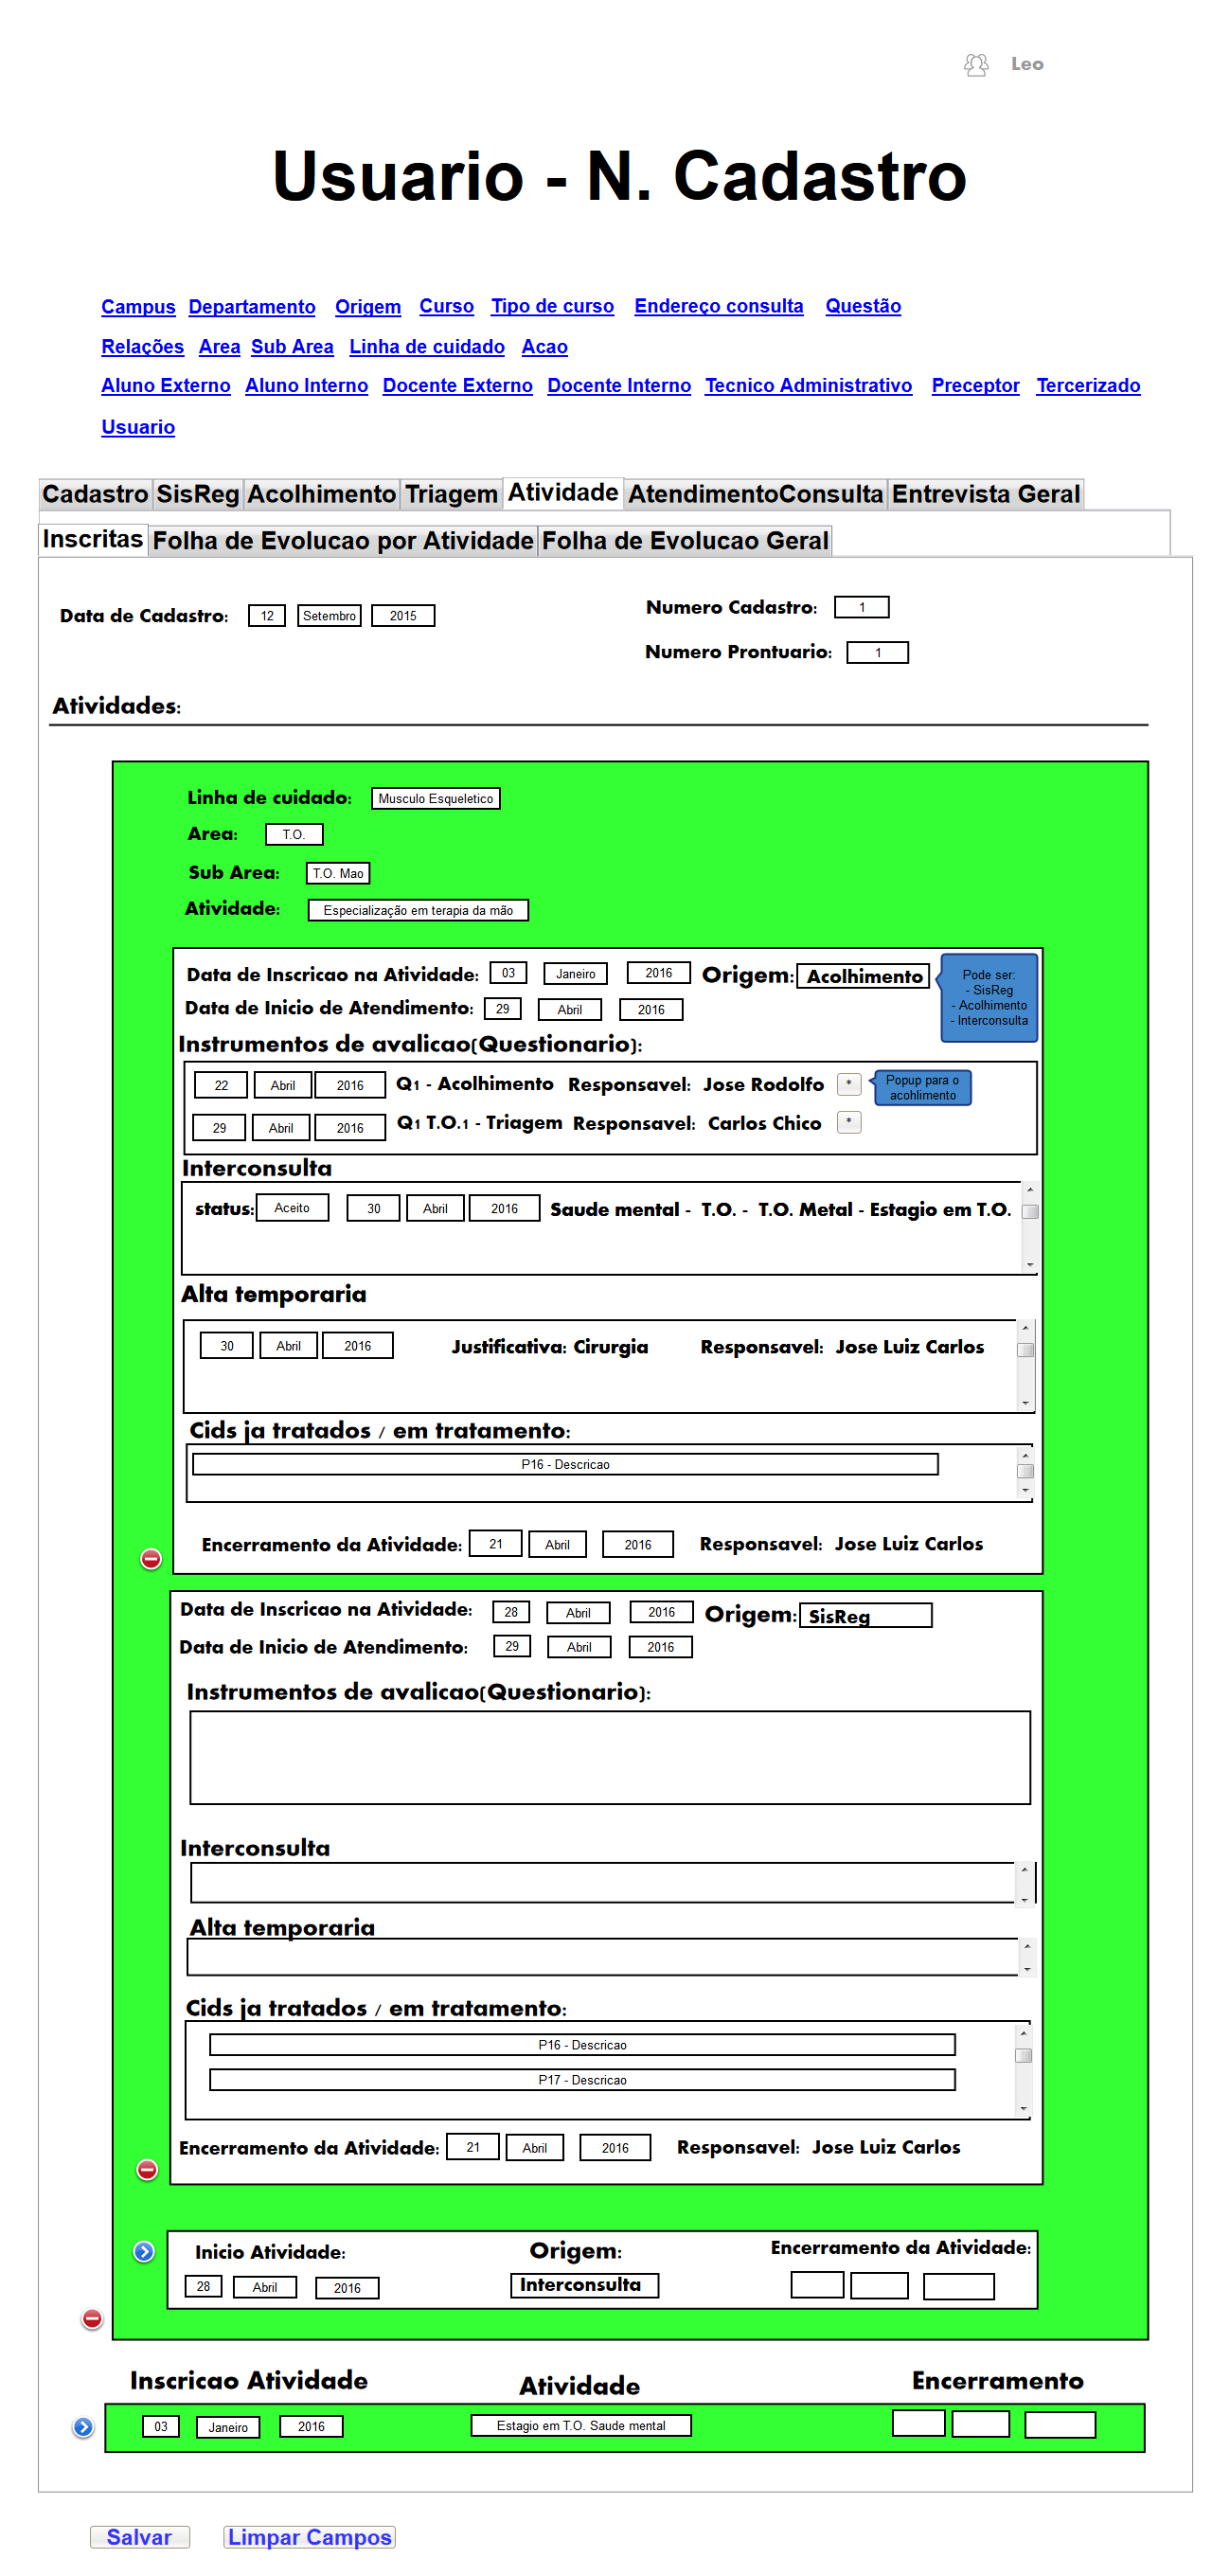 Leo
Usuario - N. Cadastro
Campus Departamento Origem Curso Tipo de curso Endereço consulta Questão
Relações Area Sub Area Linha de cuidado Acao
Aluno Externo Aluno Interno Docente Externo Docente Interno Tecnico Administrativo Preceptor Tercerizado
Usuario
Cadastro SisReg Acolhimento Triagem Atividade AtendimentoConsulta Entrevista Geral
Inscritas Folha de Evolucao por Atividade Folha de Evolucao Geral
Data de Cadastro: 12 Setembro 2015 Numero Cadastro: 1
Numero Prontuario: 1
Atividades:
Linha de cuidado: Musculo Esqueletico
Area: T.O.
Sub Area: T.O. Mao
Atividade: Especialização em terapia da mão
Data de Inscricao na Atividade: 03 Janeiro 2016 Origem: Acolhimento
Pode ser:
- SisReg
- Acolhimento
- Interconsulta
Data de Inicio de Atendimento: 29 Abril 2016
Instrumentos de avalicao(Questionario):
22 Abril 2016 Q1 - Acolhimento Responsavel: Jose Rodolfo *
Popup para o
acohlimento
29 Abril 2016 Q1 T.O.1 - Triagem Responsavel: Carlos Chico *
Interconsulta
status: Aceito 30 Abril 2016 Saude mental - T.O. - T.O. Metal - Estagio em T.O.
Alta temporaria
30 Abril 2016 Justificativa: Cirurgia Responsavel: Jose Luiz Carlos
Cids ja tratados / em tratamento:
P16 - Descricao
Encerramento da Atividade: 21 Abril 2016 Responsavel: Jose Luiz Carlos
Data de Inscricao na Atividade: 28 Abril 2016 Origem: SisReg
Data de Inicio de Atendimento: 29 Abril 2016
Instrumentos de avalicao(Questionario):
Interconsulta
Alta temporaria
Cids ja tratados / em tratamento:
P16 - Descricao
P17 - Descricao
Encerramento da Atividade: 21 Abril 2016 Responsavel: Jose Luiz Carlos
Inicio Atividade: Origem: Encerramento da Atividade:
28 Abril 2016 Interconsulta
Inscricao Atividade Atividade Encerramento
03 Janeiro 2016 Estagio em T.O. Saude mental
Salvar Limpar Campos